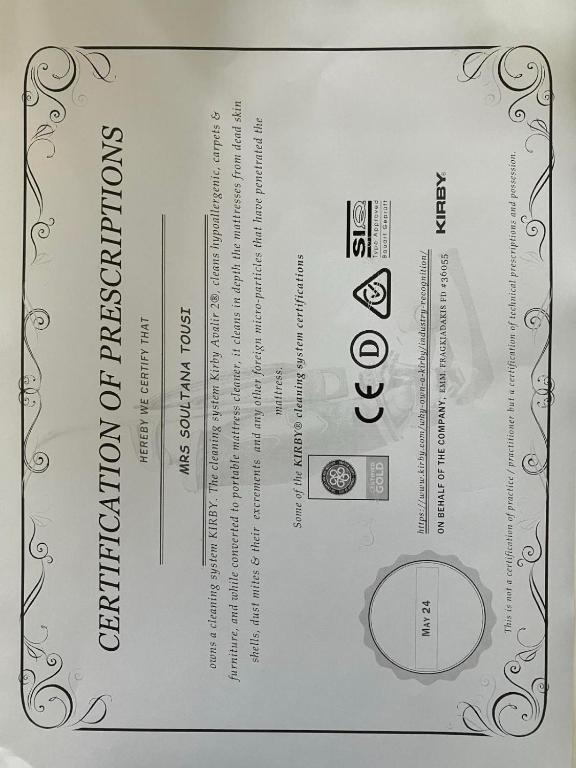 CERTIFICATION OF PRESCRIPTIONS
HEREBY WE CERTIFY THAT
MRS SOULTANA TOUSI
owns a cleaning system KIRBY. The cleaning system Kirby Avalir 2®, cleans hypoallergenic, carpets &
furniture, and while converted to portable mattress cleaner, it cleans in depth the mattresses from dead skin
shells, dust mites & their excrements and any other foreign micro-particles that have penetrated the
mattress.
Some of the KIRBY® cleaning system certifications
CERTIFIED
GOLD
CE
D
SLG
Type Approved
Bauart Geprüft
https://www.kirby.com/why-own-a-kirby/industry-recognition/
ON BEHALF OF THE COMPANY, EMM. FRAGKIADAKIS FD #36055
KIRBY®
MAY 24
This is not a certification of practice / practitioner but a certification of technical prescriptions and possession.